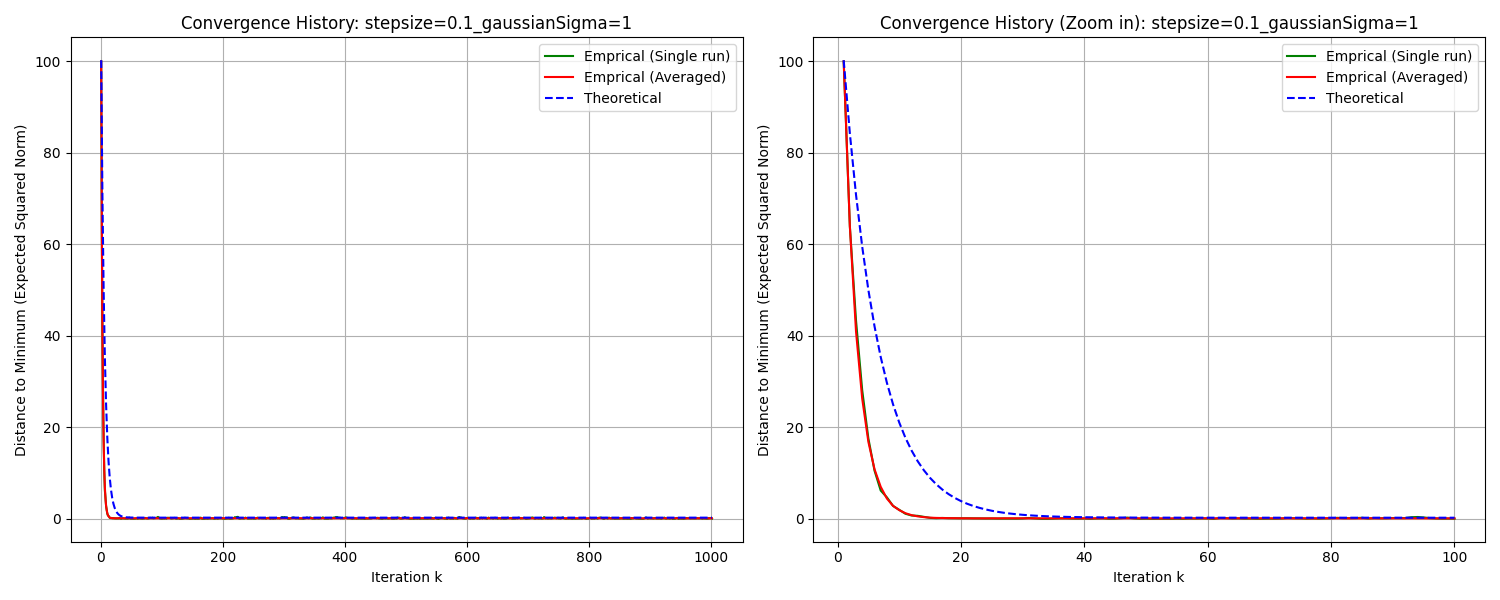 Convergence History: stepsize=0.1_gaussianSigma=1
Distance to Minimum (Expected Squared Norm)
100
80
60
40
20
0
Emprical (Single run)
Emprical (Averaged)
Theoretical
0 200 400 600 800 1000
Iteration k
Convergence History (Zoom in): stepsize=0.1_gaussianSigma=1
Distance to Minimum (Expected Squared Norm)
100
80
60
40
20
0
Emprical (Single run)
Emprical (Averaged)
Theoretical
0 20 40 60 80 100
Iteration k